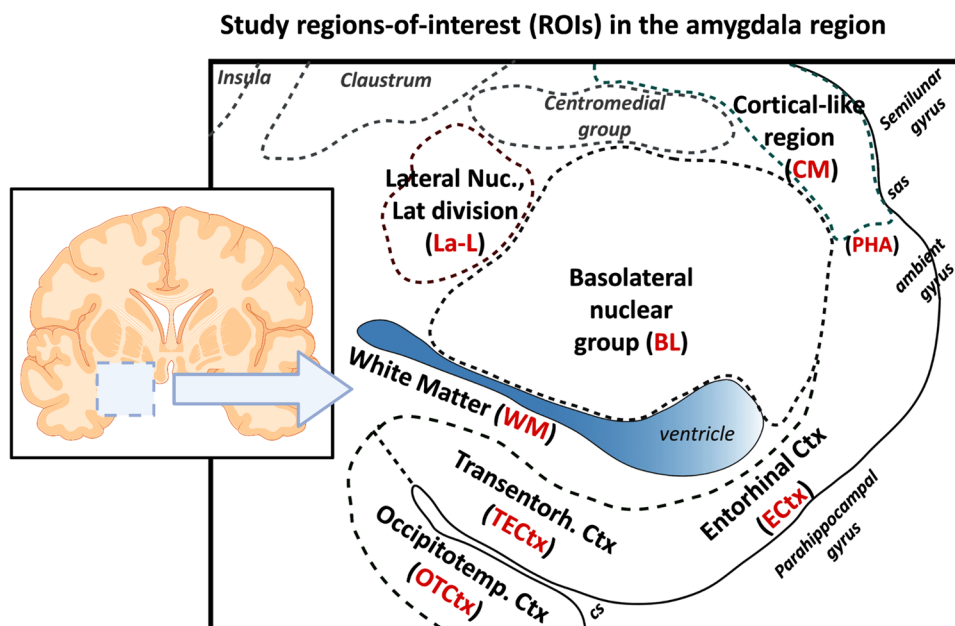 Study regions-of-interest (ROIs) in the amygdala region
Insula
Claustrum
Centromedial
group
Cortical-like
region
(CM)
Semilunar
gyrus
sas
Lateral Nuc.,
Lat division
(La-L)
(PHA)
ambient
gyrus
Basolateral
nuclear
group (BL)
White Matter (WM)
ventricle
Transentorh. Ctx
(TECtx)
Entorhinal Ctx
(ECtx)
Parahippocampal
gyrus
Occipitotemp. Ctx
(OTCtx)
cs